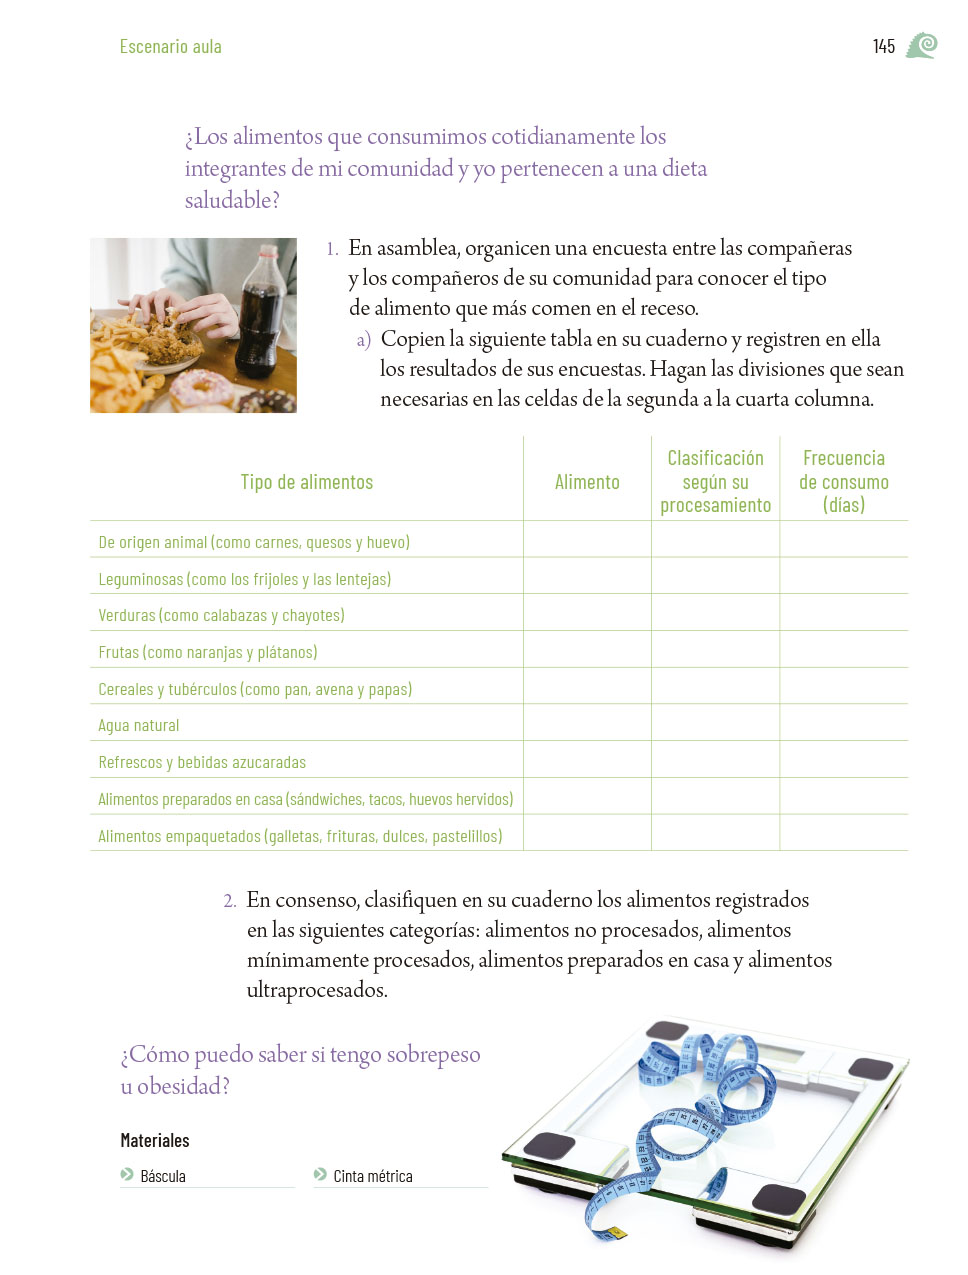 Escenario aula
145
¿Los alimentos que consumimos cotidianamente los
integrantes de mi comunidad y yo pertenecen a una dieta
saludable?
1. En asamblea, organicen una encuesta entre las compañeras
y los compañeros de su comunidad para conocer el tipo
de alimento que más comen en el receso.
a) Copien la siguiente tabla en su cuaderno y registren en ella
los resultados de sus encuestas. Hagan las divisiones que sean
necesarias en las celdas de la segunda a la cuarta columna.
Tipo de alimentos
Alimento
Clasificación
según su
procesamiento
Frecuencia
de consumo
(días)
De origen animal (como carnes, quesos y huevo)
Leguminosas (como los frijoles y las lentejas)
Verduras (como calabazas y chayotes)
Frutas (como naranjas y plátanos)
Cereales y tubérculos (como pan, avena y papas)
Agua natural
Refrescos y bebidas azucaradas
Alimentos preparados en casa (sándwiches, tacos, huevos hervidos)
Alimentos empaquetados (galletas, frituras, dulces, pastelillos)
2. En consenso, clasifiquen en su cuaderno los alimentos registrados
en las siguientes categorías: alimentos no procesados, alimentos
mínimamente procesados, alimentos preparados en casa y alimentos
ultraprocesados.
¿Cómo puedo saber si tengo sobrepeso
u obesidad?
Materiales
Báscula
Cinta métrica